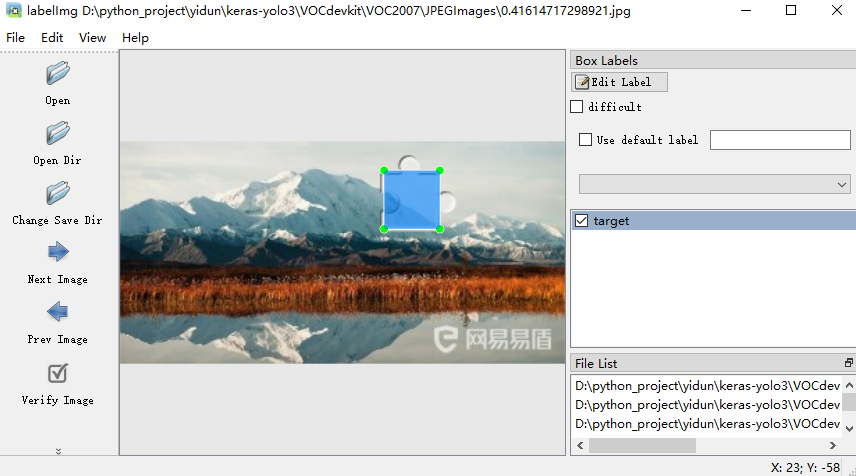 labelImg D:\python_project\yidun\keras-yolo3\VOCdevkit\VOC2007\JPEGImages\0.41614717298921.jpg
File Edit View Help
Open
Open Dir
Change Save Dir
Next Image
Prev Image
Verify Image
网易易盾
Box Labels
Edit Label
difficult
Use default label
target
File List
D:\python_project\yidun\keras-yolo3\VOCdev
D:\python_project\yidun\keras-yolo3\VOCdev
D:\python_project\yidun\keras-yolo3\VOCdev
X: 23; Y: -58